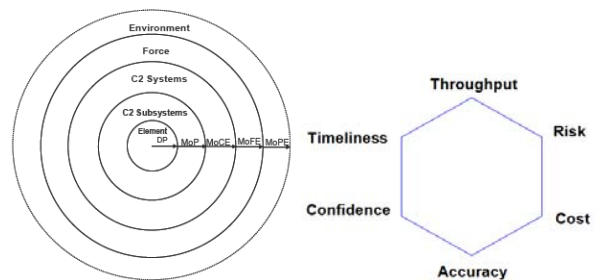 Environment
Force
C2 Systems
C2 Subsystems
Element
DP
MoP
MoCE
MoFE
MoPE
Throughput
Timeliness
Risk
Confidence
Cost
Accuracy